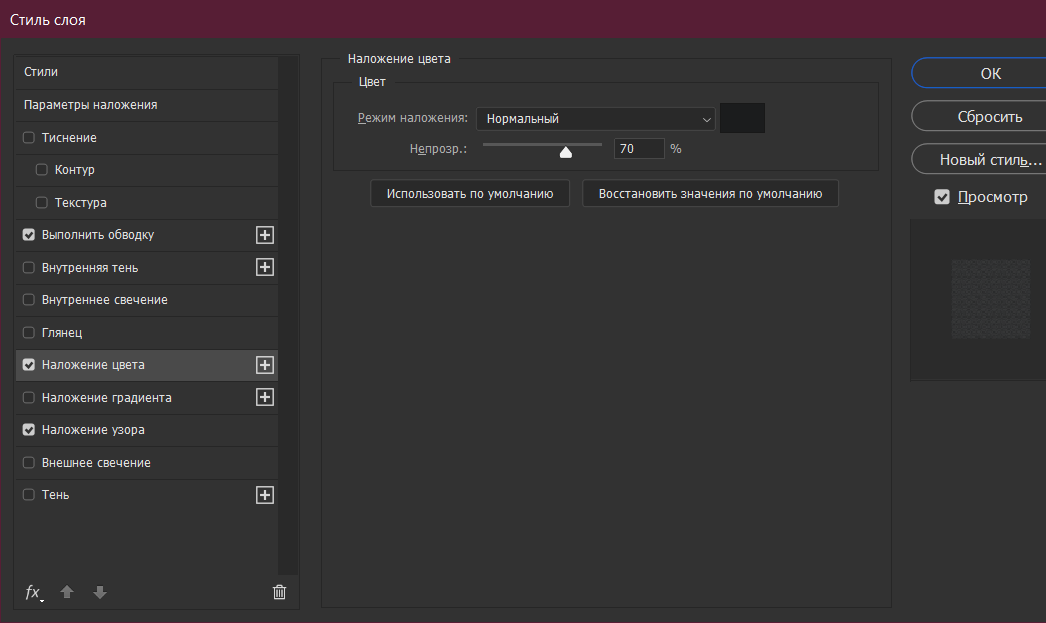 Стиль слоя
Стили
Параметры наложения
Тиснение
Контур
Текстура
Выполнить обводку
Внутренняя тень
Внутреннее свечение
Глянец
Наложение цвета
Наложение градиента
Наложение узора
Внешнее свечение
Тень
fx
Наложение цвета
Цвет
Режим наложения: Нормальный
Непрозр.: 70 %
Использовать по умолчанию Восстановить значения по умолчанию
ОК
Сбросить
Новый стиль...
Просмотр